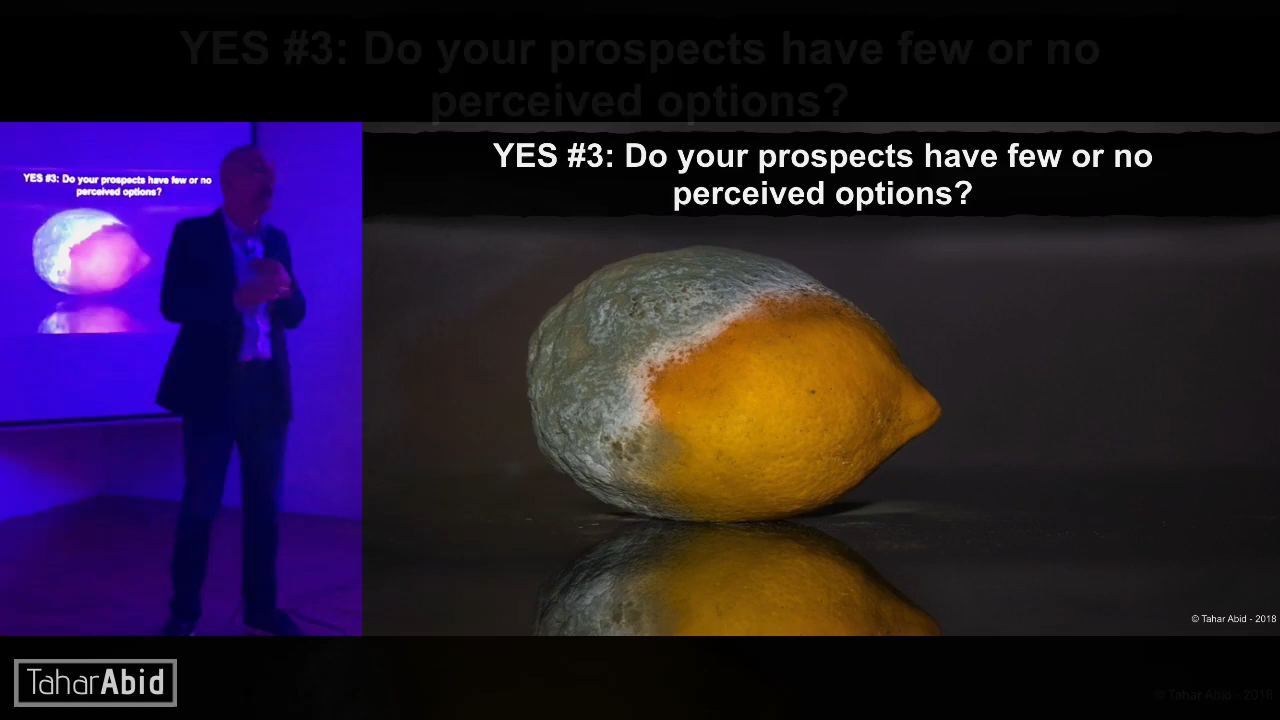 YES #3: Do your prospects have few or no
perceived options?
YES #3: Do your prospects have few or no
perceived options?
YES #3: Do your prospects have few or no
perceived options?
© Tahar Abid - 2018
TaharAbid
© Tahar Abid - 2018